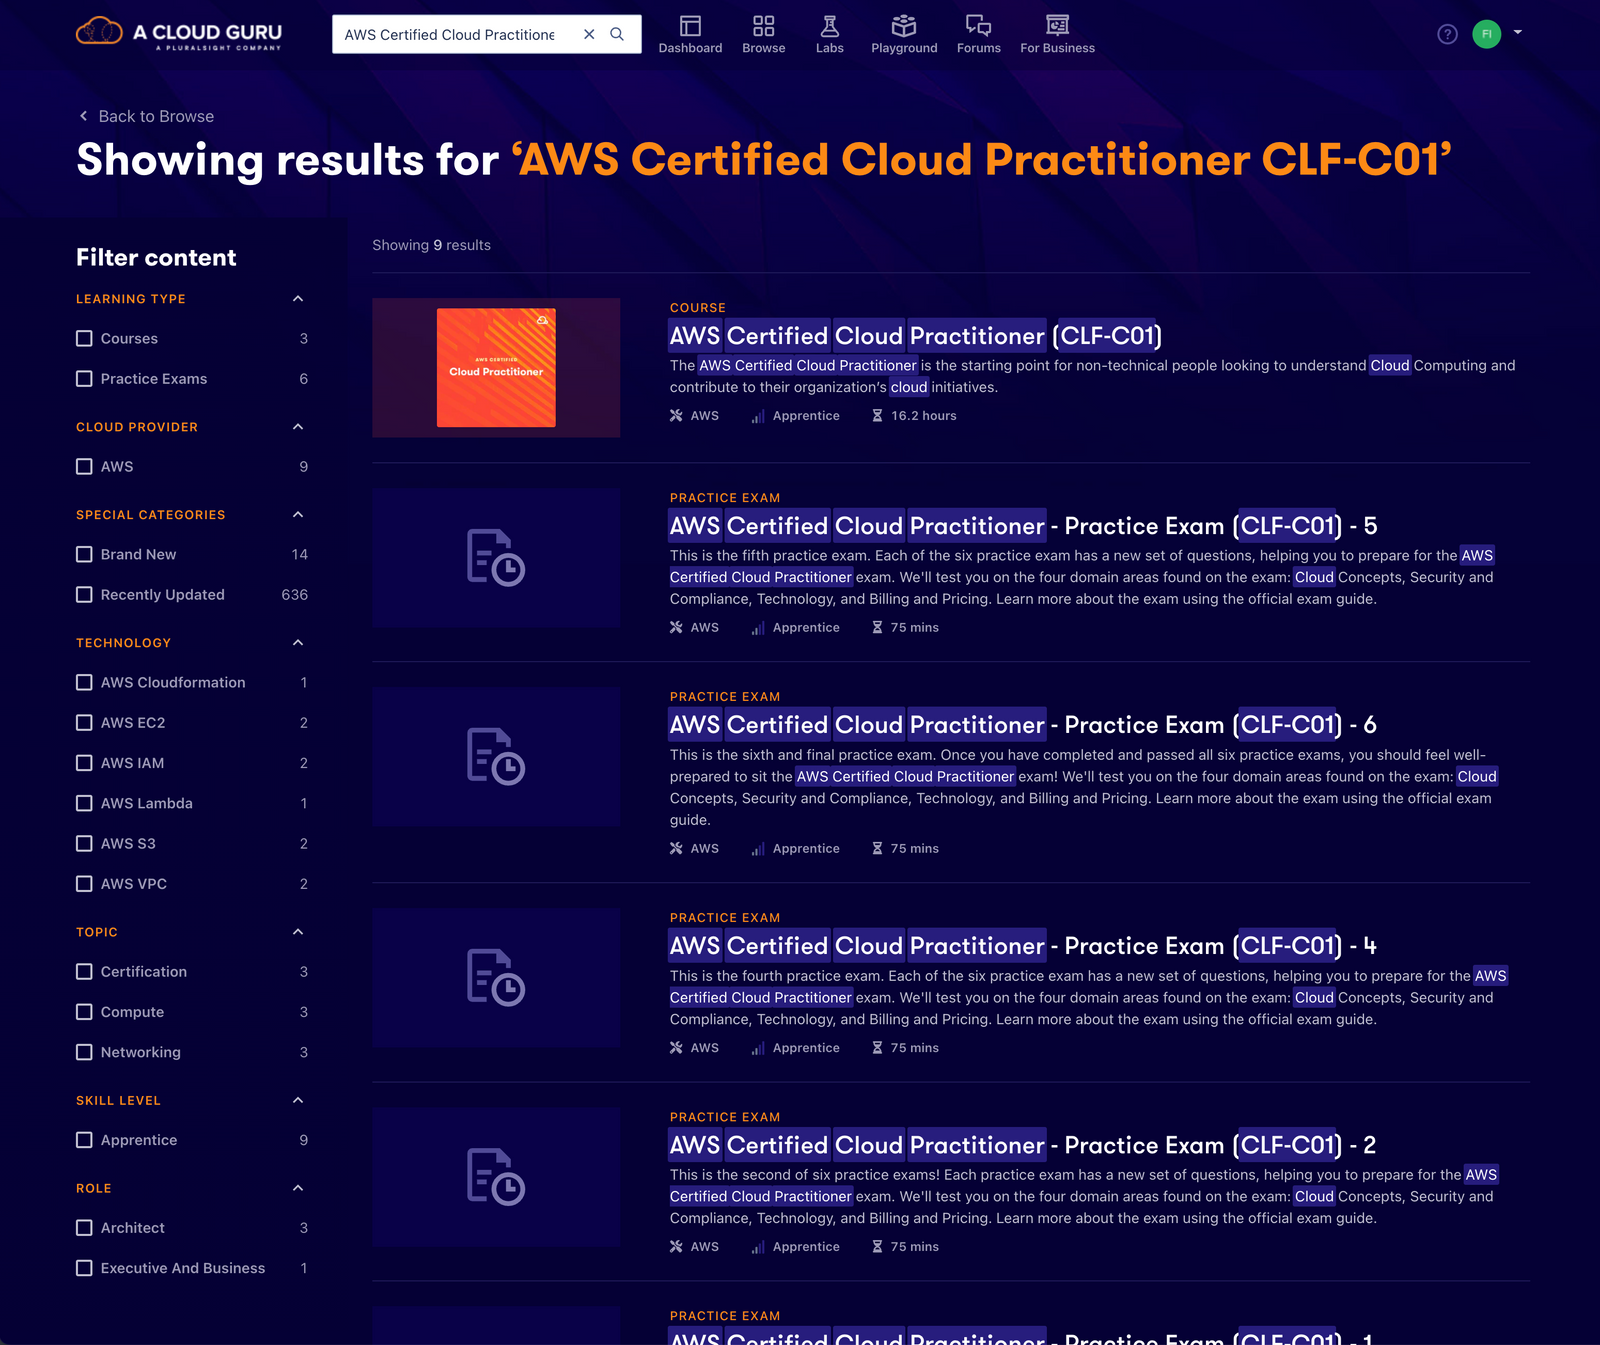 A CLOUD GURU
A PLURALSIGHT COMPANY
AWS Certified Cloud Practitione
Dashboard
Browse
Labs
Playground
Forums
For Business
?
FI
Back to Browse
Showing results for ‘AWS Certified Cloud Practitioner CLF-C01’
Filter content
LEARNING TYPE
Courses 3
Practice Exams 6
CLOUD PROVIDER
AWS 9
SPECIAL CATEGORIES
Brand New 14
Recently Updated 636
TECHNOLOGY
AWS Cloudformation 1
AWS EC2 2
AWS IAM 2
AWS Lambda 1
AWS S3 2
AWS VPC 2
TOPIC
Certification 3
Compute 3
Networking 3
SKILL LEVEL
Apprentice 9
ROLE
Architect 3
Executive And Business 1
Showing 9 results
AWS CERTIFIED
Cloud Practitioner
COURSE
AWS Certified Cloud Practitioner (CLF-C01)
The AWS Certified Cloud Practitioner is the starting point for non-technical people looking to understand Cloud Computing and
contribute to their organization’s cloud initiatives.
AWS Apprentice 16.2 hours
PRACTICE EXAM
AWS Certified Cloud Practitioner - Practice Exam (CLF-C01) - 5
This is the fifth practice exam. Each of the six practice exam has a new set of questions, helping you to prepare for the AWS
Certified Cloud Practitioner exam. We'll test you on the four domain areas found on the exam: Cloud Concepts, Security and
Compliance, Technology, and Billing and Pricing. Learn more about the exam using the official exam guide.
AWS Apprentice 75 mins
PRACTICE EXAM
AWS Certified Cloud Practitioner - Practice Exam (CLF-C01) - 6
This is the sixth and final practice exam. Once you have completed and passed all six practice exams, you should feel well-
prepared to sit the AWS Certified Cloud Practitioner exam! We'll test you on the four domain areas found on the exam: Cloud
Concepts, Security and Compliance, Technology, and Billing and Pricing. Learn more about the exam using the official exam
guide.
AWS Apprentice 75 mins
PRACTICE EXAM
AWS Certified Cloud Practitioner - Practice Exam (CLF-C01) - 4
This is the fourth practice exam. Each of the six practice exam has a new set of questions, helping you to prepare for the AWS
Certified Cloud Practitioner exam. We'll test you on the four domain areas found on the exam: Cloud Concepts, Security and
Compliance, Technology, and Billing and Pricing. Learn more about the exam using the official exam guide.
AWS Apprentice 75 mins
PRACTICE EXAM
AWS Certified Cloud Practitioner - Practice Exam (CLF-C01) - 2
This is the second of six practice exams! Each practice exam has a new set of questions, helping you to prepare for the AWS
Certified Cloud Practitioner exam. We'll test you on the four domain areas found on the exam: Cloud Concepts, Security and
Compliance, Technology, and Billing and Pricing. Learn more about the exam using the official exam guide.
AWS Apprentice 75 mins
PRACTICE EXAM
AWS Certified Cloud Practitioner - Practice Exam (CLF-C01) - 1